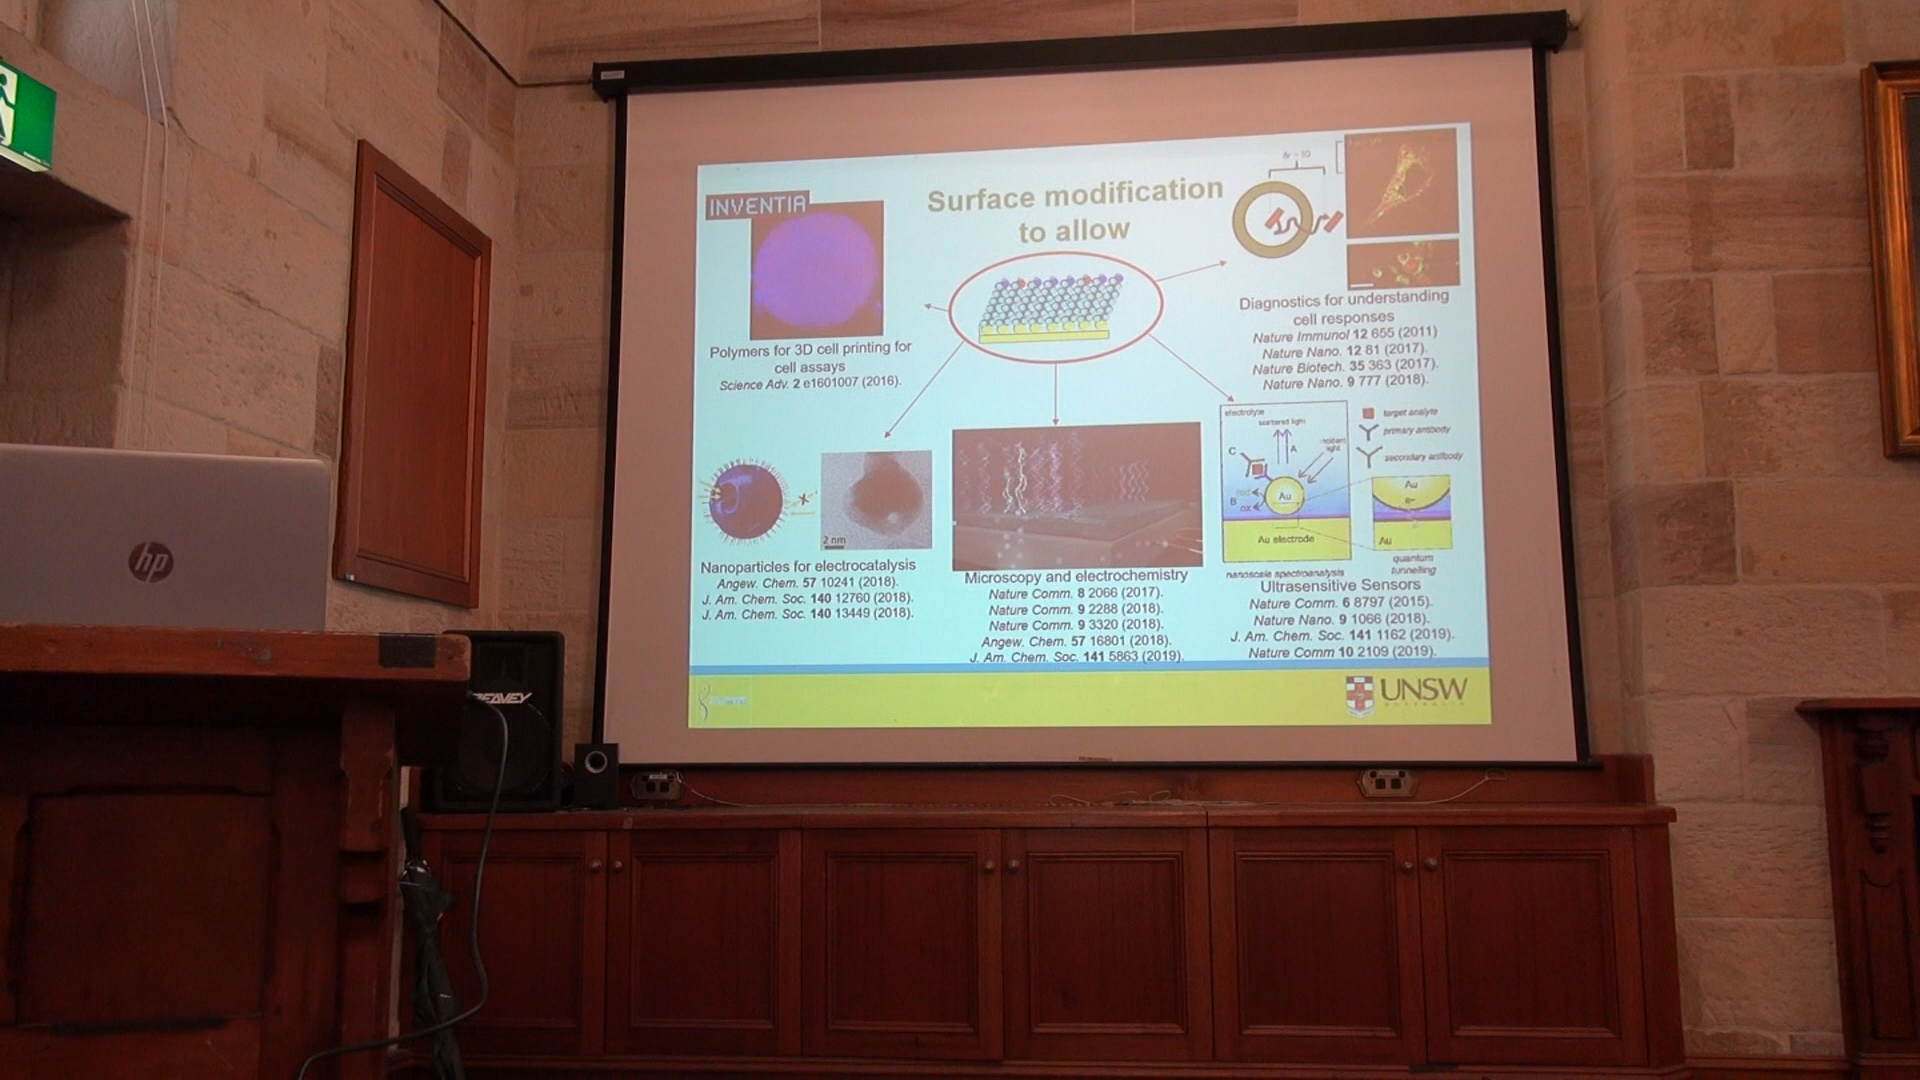 INVENTIA
Surface modification
to allow
Polymers for 3D cell printing for
cell assays
Science Adv. 2 e1601007 (2016).
δr ~ 10
Diagnostics for understanding
cell responses
Nature Immunol 12 655 (2011)
Nature Nano. 12 81 (2017).
Nature Biotech. 35 363 (2017).
Nature Nano. 9 777 (2018).
2 nm
Nanoparticles for electrocatalysis
Angew. Chem. 57 10241 (2018).
J. Am. Chem. Soc. 140 12760 (2018).
J. Am. Chem. Soc. 140 13449 (2018).
Microscopy and electrochemistry
Nature Comm. 8 2066 (2017).
Nature Comm. 9 2288 (2018).
Nature Comm. 9 3320 (2018).
Angew. Chem. 57 16801 (2018).
J. Am. Chem. Soc. 141 5863 (2019).
electrolyte
scattered light
incident
light
A
C
B
red
ox
Au
Au electrode
target analyte
primary antibody
secondary antibody
Au
e-
Au
quantum
tunnelling
nanoscale spectroanalysis
Ultrasensitive Sensors
Nature Comm. 6 8797 (2015).
Nature Nano. 9 1066 (2018).
J. Am. Chem. Soc. 141 1162 (2019).
Nature Comm 10 2109 (2019).
UNSW
AUSTRALIA
hp
PEAVEY